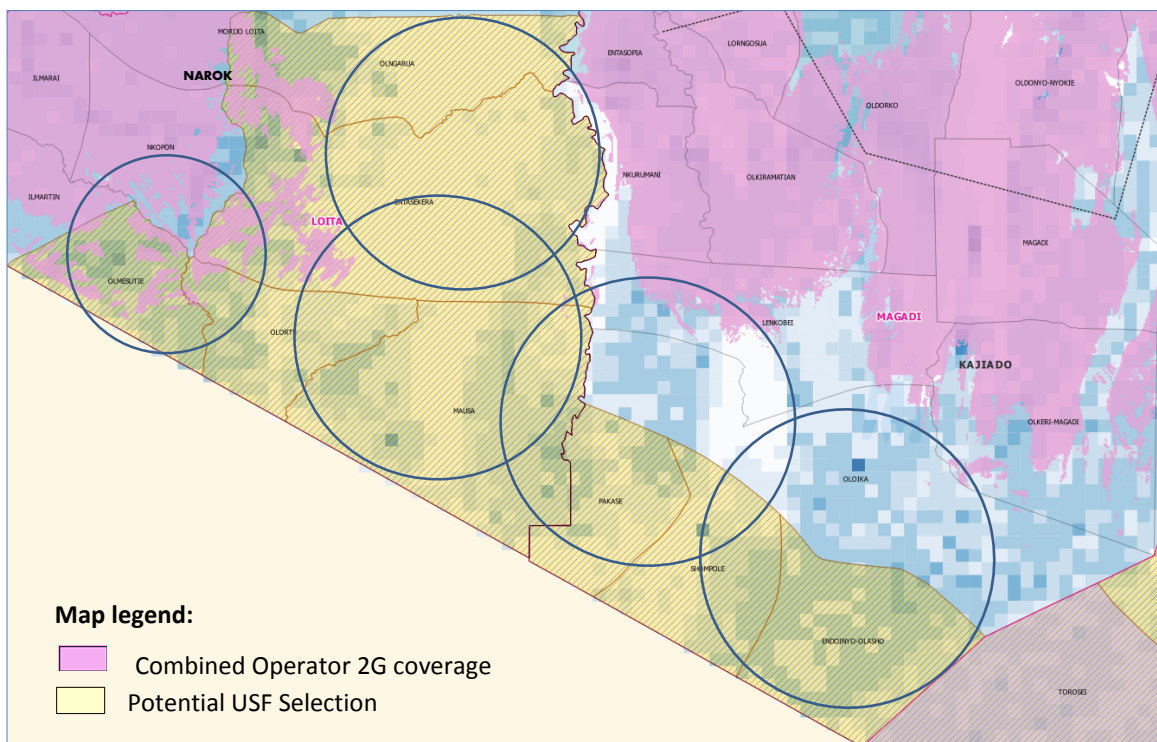 MORIJO LOITA
OLNGARUA
ENTASOPIA
LORNGOSUA
NAROK
ILMARAI
OLDONYO-NYOKIE
OLDORKO
NKOPON
NKURUMANI
OLKIRAMATIAN
ILMARTIN
ENTASEKERA
LOITA
MAGADI
OLMESUTIE
OLORTE
LENKOBEI
MAGADI
KAJIADO
MAUSA
OLKERI-MAGADI
OLOIKA
PAKASE
SHOMPOLE
ENDOINYO-OLASHO
TOROSEI
Map legend:
Combined Operator 2G coverage
Potential USF Selection